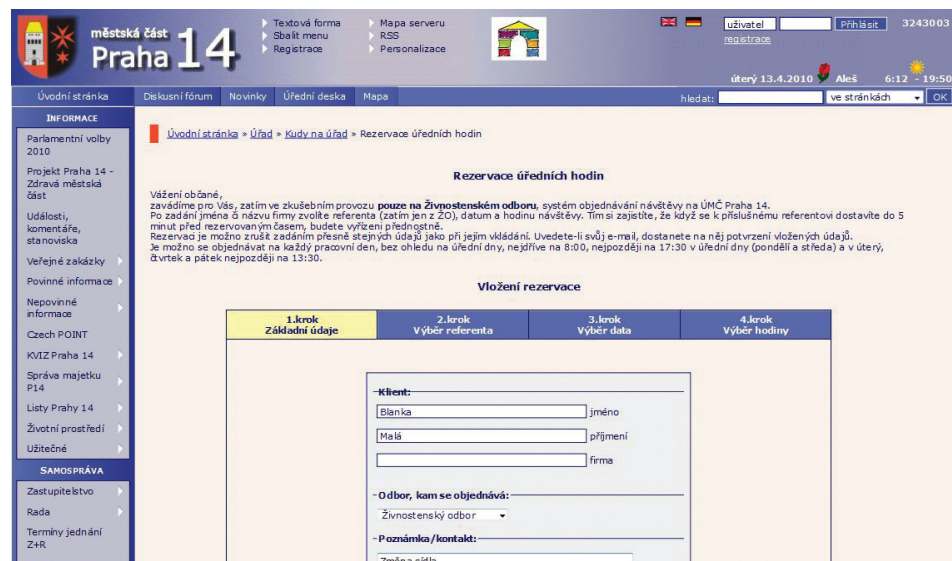 městská část
Praha 14
Textová forma
Sbalit menu
Registrace
Mapa serveru
RSS
Personalizace
uživatel
Přihlásit
3243003
registrace
úterý 13.4.2010 Aleš 6:12 - 19:50
Úvodní stránka Diskusní fórum Novinky Úřední deska Mapa
hledat: ve stránkách OK
INFORMACE
Parlamentní volby
2010
Projekt Praha 14 -
Zdravá městská
část
Události,
komentáře,
stanoviska
Veřejné zakázky
Povinné informace
Nepovinné
informace
Czech POINT
KVIZ Praha 14
Správa majetku
P14
Listy Prahy 14
Životní prostředí
Užitečné
SAMOSPRÁVA
Zastupitelstvo
Rada
Termíny jednání
Z+R
Úvodní stránka » Úřad » Kudy na úřad » Rezervace úředních hodin
Rezervace úředních hodin
Vážení občané,
zavádíme pro Vás, zatím ve zkušebním provozu pouze na Živnostenském odboru, systém objednávání návštěvy na ÚMČ Praha 14.
Po zadání jména či názvu firmy zvolíte referenta (zatím jen z ŽO), datum a hodinu návštěvy. Tím si zajistíte, že když se k příslušnému referentovi dostavíte do 5
minut před rezervovaným časem, budete vyřízeni přednostně.
Rezervaci je možno zrušit zadáním přesně stejných údajů jako při jejím vkládání. Uvedete-li svůj e-mail, dostanete na něj potvrzení vložených údajů.
Je možno se objednávat na každý pracovní den, bez ohledu na úřední dny, nejdříve na 8:00, nejpozději na 17:30 v úřední dny (pondělí a středa) a v úterý,
čtvrtek a pátek nejpozději na 13:30.
Vložení rezervace
1.krok
Základní údaje
2.krok
Výběr referenta
3.krok
Výběr data
4.krok
Výběr hodiny
Klient:
Blanka jméno
Malá příjmení
firma
Odbor, kam se objednává:
Živnostenský odbor
Poznámka/kontakt:
Změna sídla